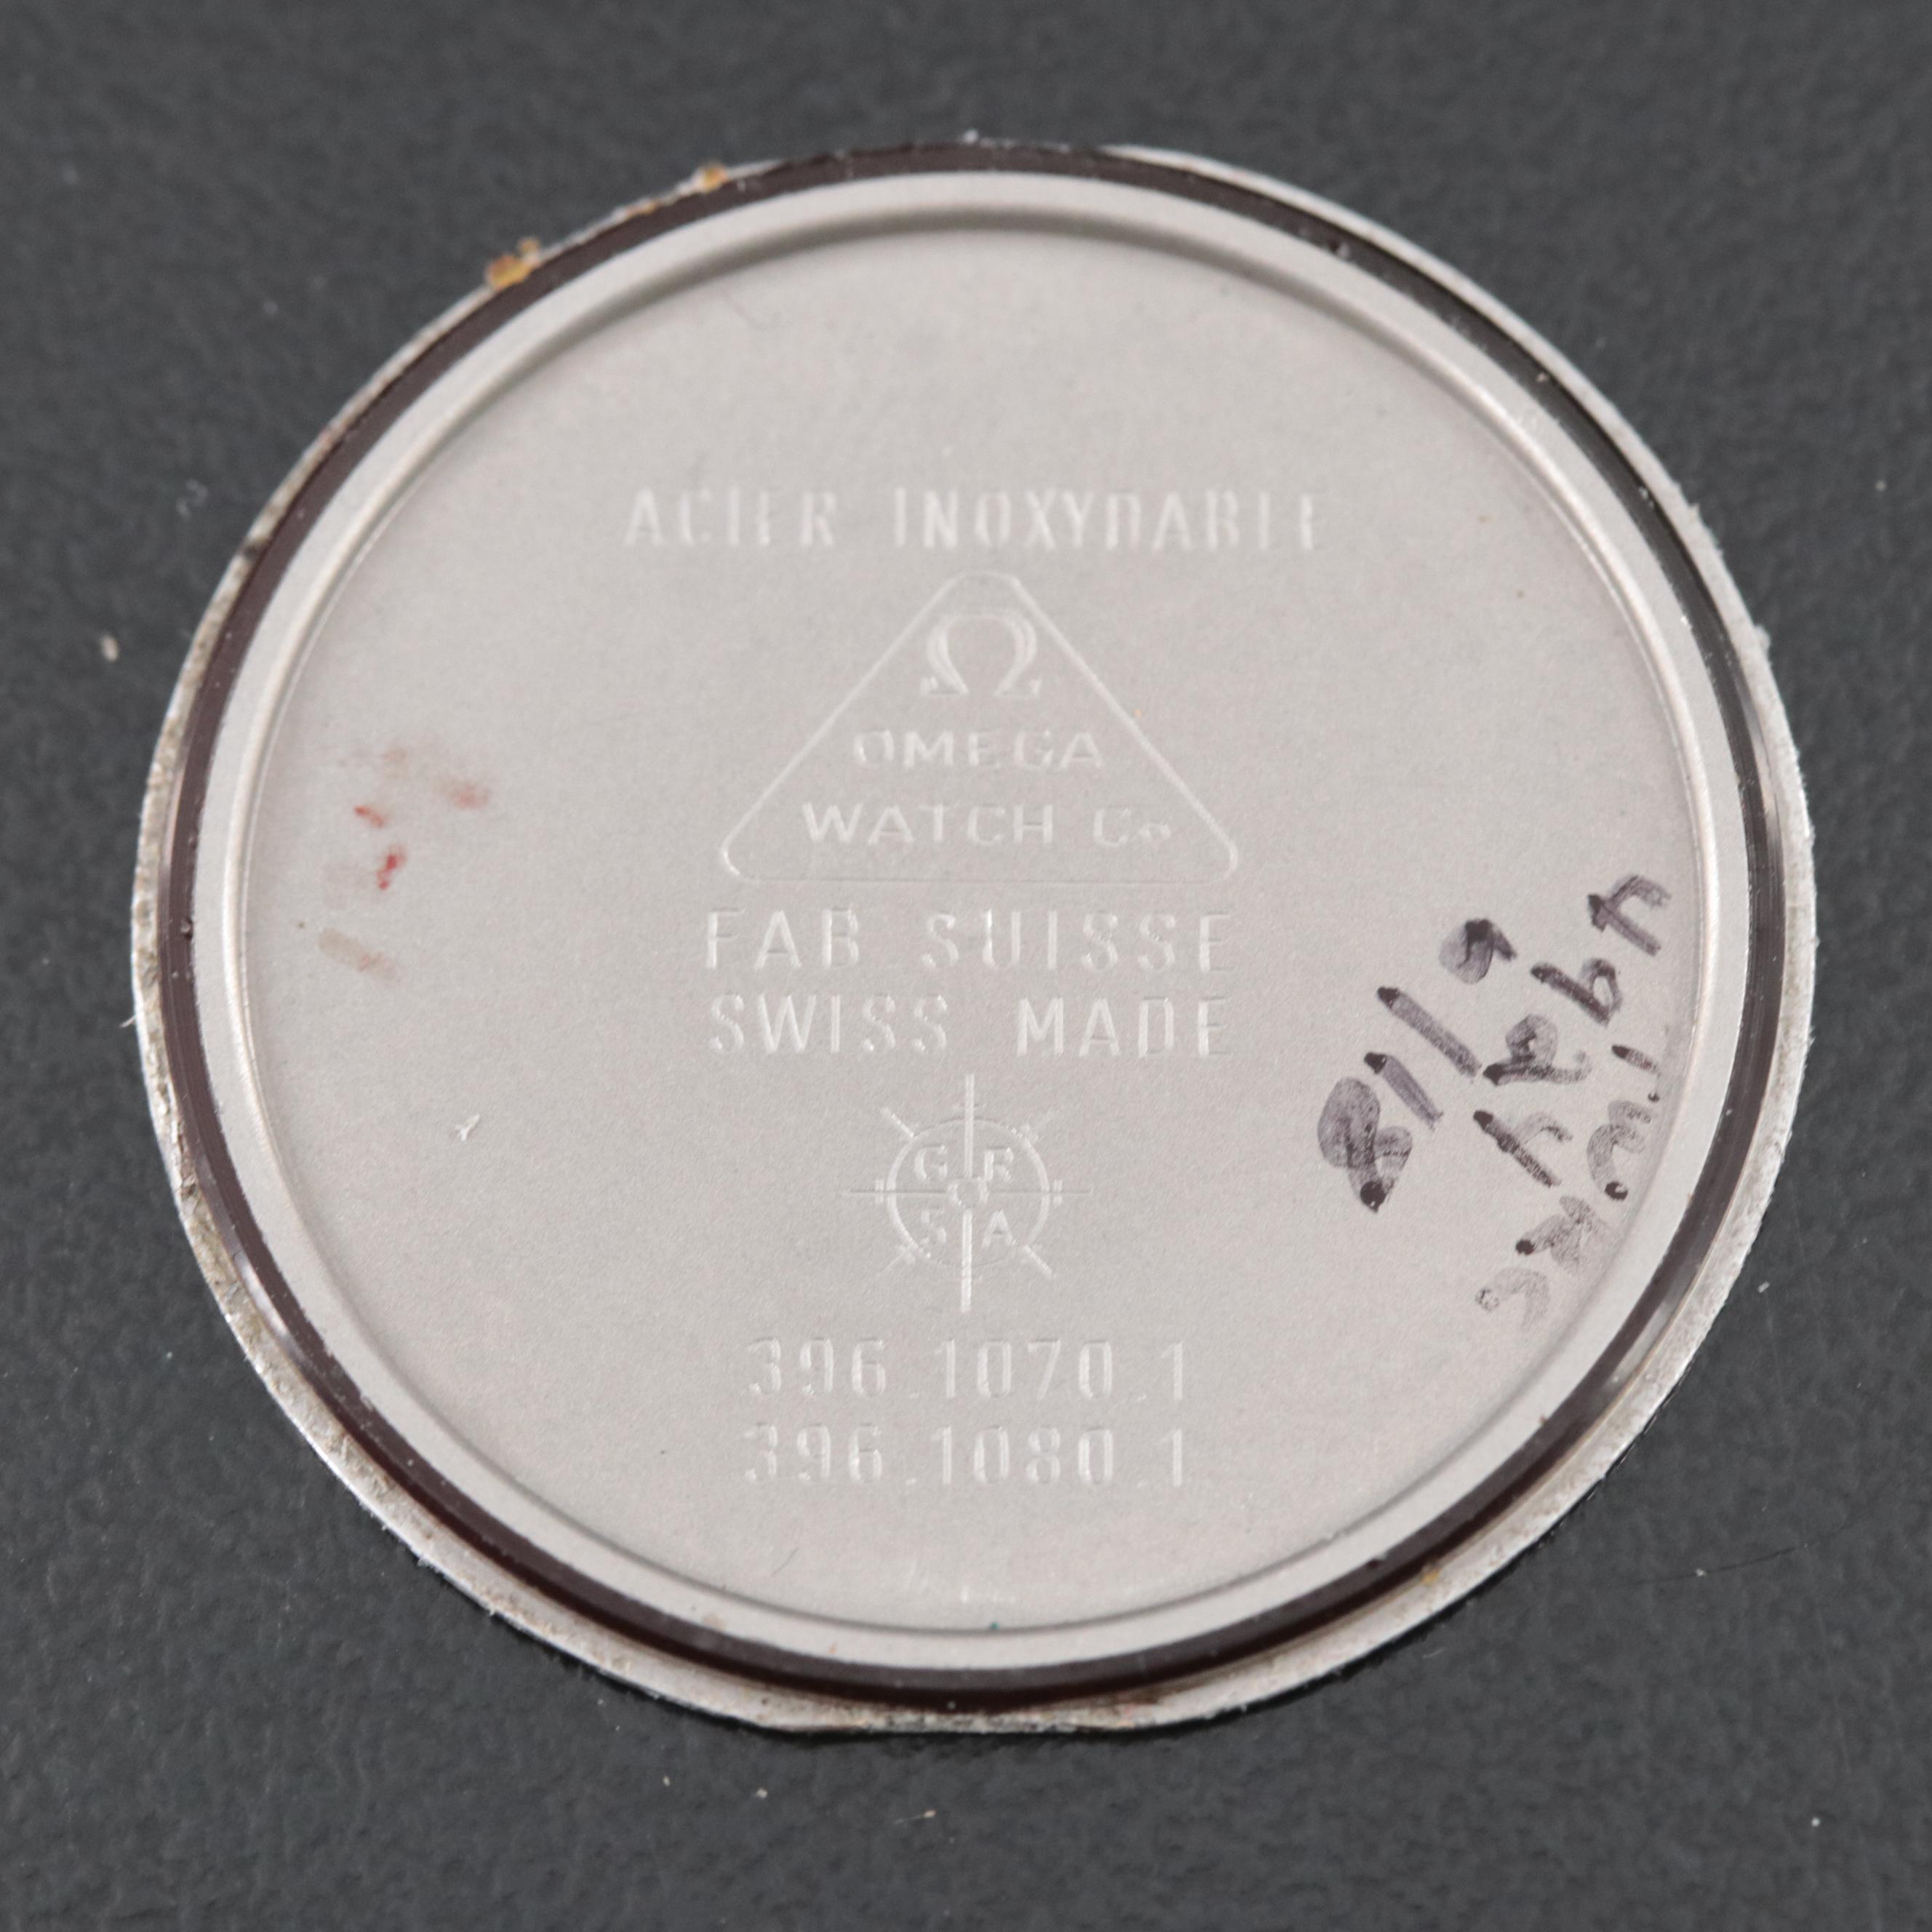 ACIER INOXYDABLE
Ω
OMEGA
WATCH Co
FAB. SUISSE
SWISS MADE
G F
S A
396.1070.1
396.1080.1